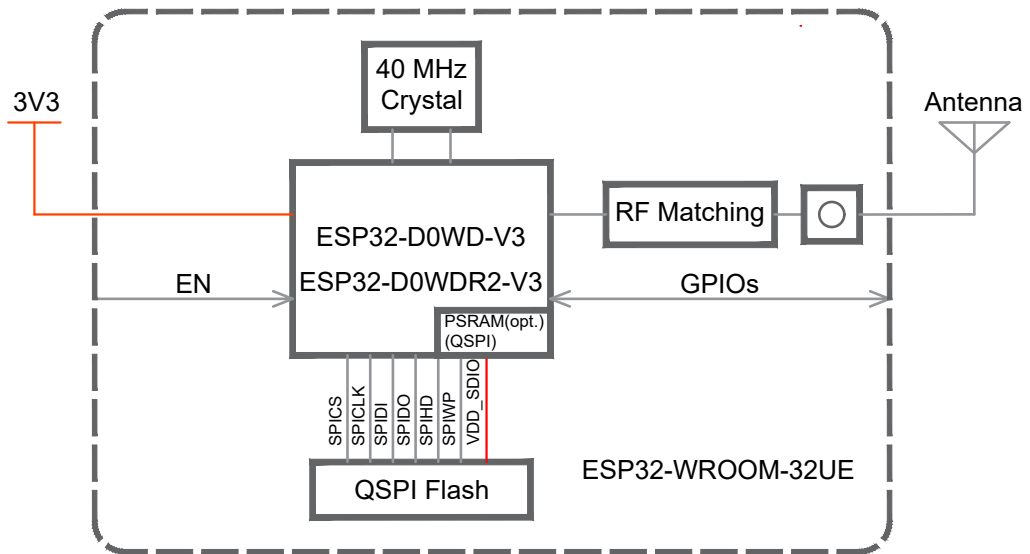 40 MHz
Crystal
3V3
Antenna
RF Matching
ESP32-D0WD-V3
ESP32-D0WDR2-V3
EN
GPIOs
PSRAM(opt.)
(QSPI)
SPICS
SPICLK
SPIDI
SPIDO
SPIHD
SPIWP
VDD_SDIO
ESP32-WROOM-32UE
QSPI Flash